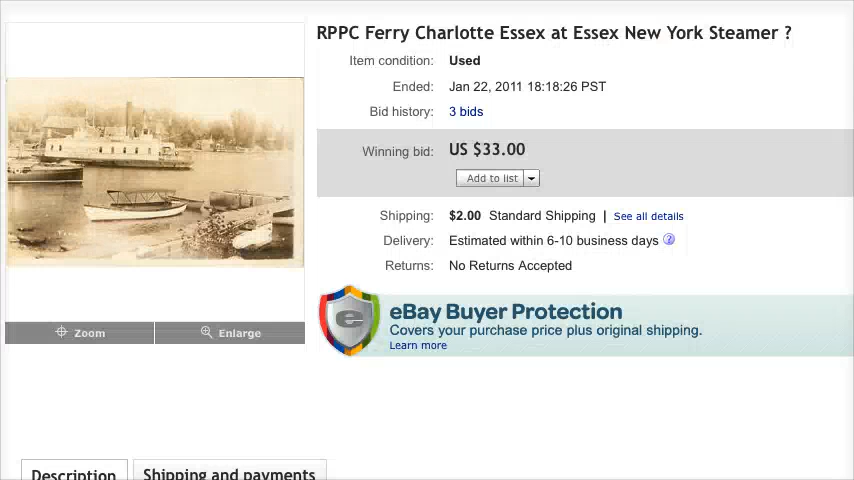 RPPC Ferry Charlotte Essex at Essex New York Steamer ?
Item condition: Used
Ended: Jan 22, 2011 18:18:26 PST
Bid history: 3 bids
Winning bid: US $33.00
Add to list
Shipping: $2.00 Standard Shipping | See all details
Delivery: Estimated within 6-10 business days ?
Returns: No Returns Accepted
e eBay Buyer Protection
Covers your purchase price plus original shipping.
Learn more
Zoom Enlarge
Description Shipping and payments